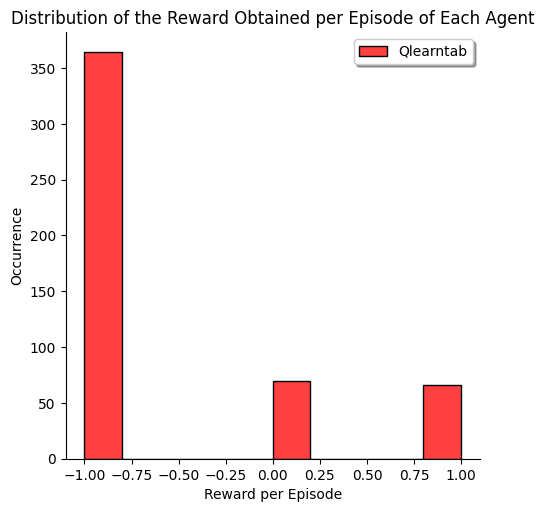 Distribution of the Reward Obtained per Episode of Each Agent
Qlearntab
350
300
250
200
150
100
50
0
Occurrence
−1.00 −0.75 −0.50 −0.25 0.00 0.25 0.50 0.75 1.00
Reward per Episode